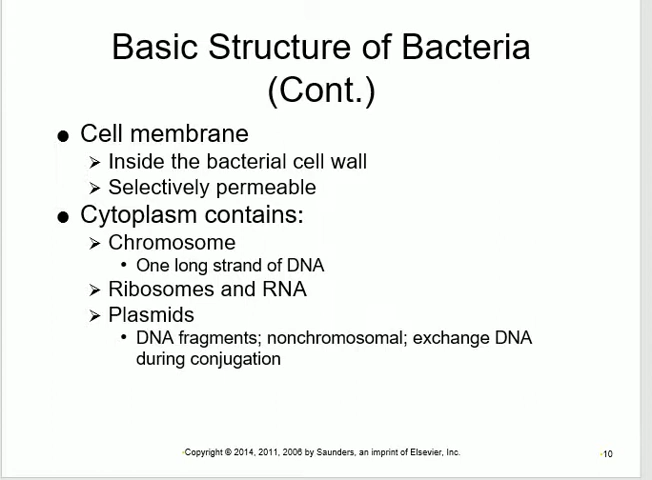 Basic Structure of Bacteria
(Cont.)
● Cell membrane
➢ Inside the bacterial cell wall
➢ Selectively permeable
● Cytoplasm contains:
➢ Chromosome
• One long strand of DNA
➢ Ribosomes and RNA
➢ Plasmids
• DNA fragments; nonchromosomal; exchange DNA
during conjugation
Copyright © 2014, 2011, 2006 by Saunders, an imprint of Elsevier, Inc.
10